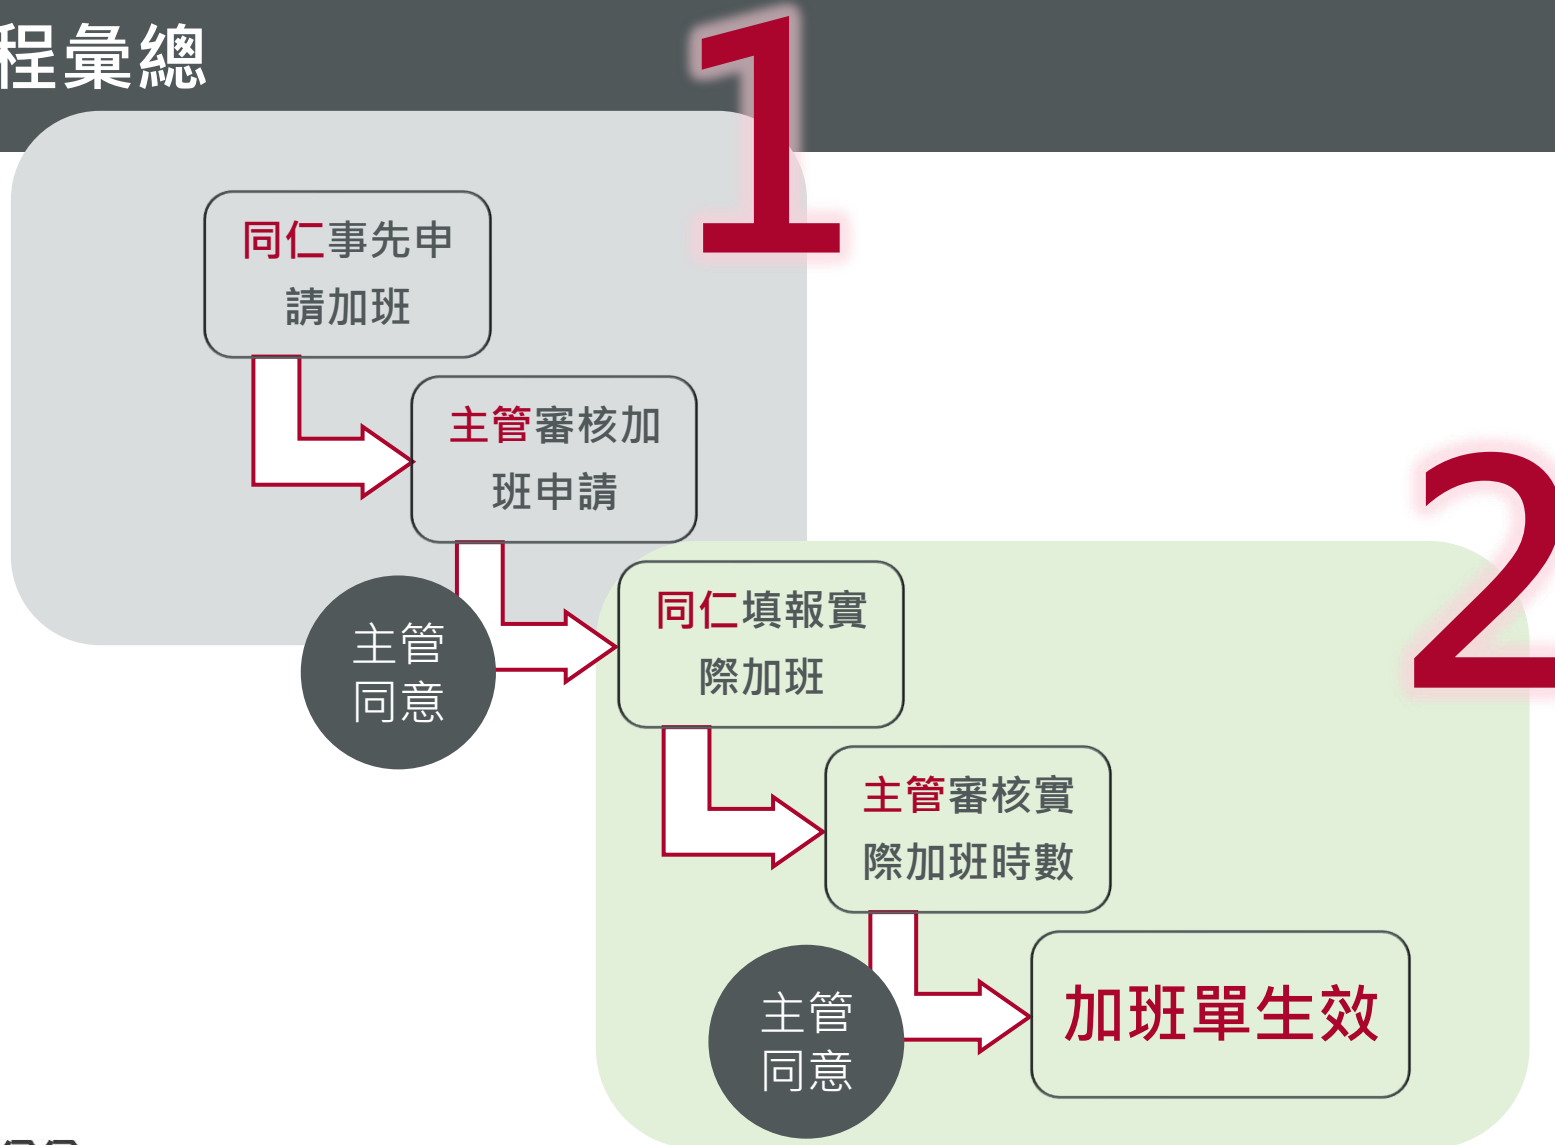 程彙總
1
同仁事先申
請加班
主管審核加
班申請
主管
同意
2
同仁填報實
際加班
主管審核實
際加班時數
主管
同意
加班單生效